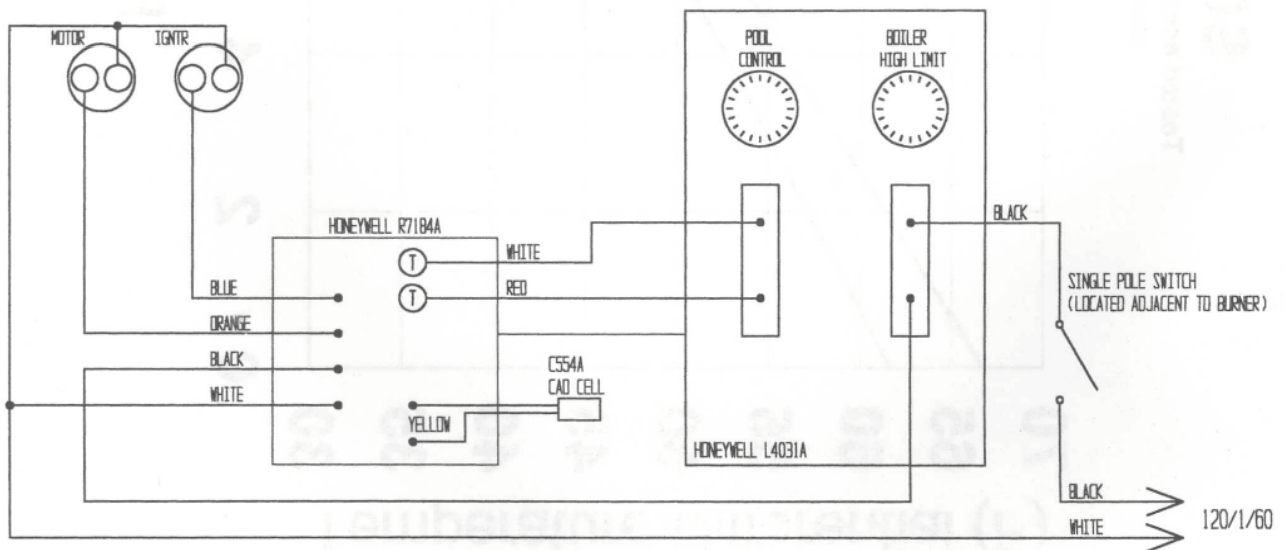 MOTOR
IGNTR
POOL
CONTROL
BOILER
HIGH LIMIT
HONEYWELL R7184A
T
WHITE
T
RED
BLUE
ORANGE
BLACK
WHITE
C554A
CAD CELL
YELLOW
HONEYWELL L4031A
BLACK
SINGLE POLE SWITCH
(LOCATED ADJACENT TO BURNER)
BLACK
WHITE
120/1/60